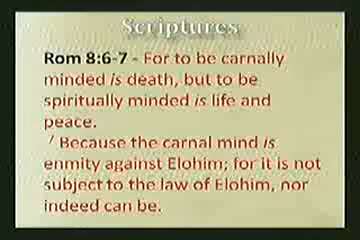 Scriptures
Rom 8:6-7 - For to be carnally
minded is death, but to be
spiritually minded is life and
peace.
7 Because the carnal mind is
enmity against Elohim; for it is not
subject to the law of Elohim, nor
indeed can be.